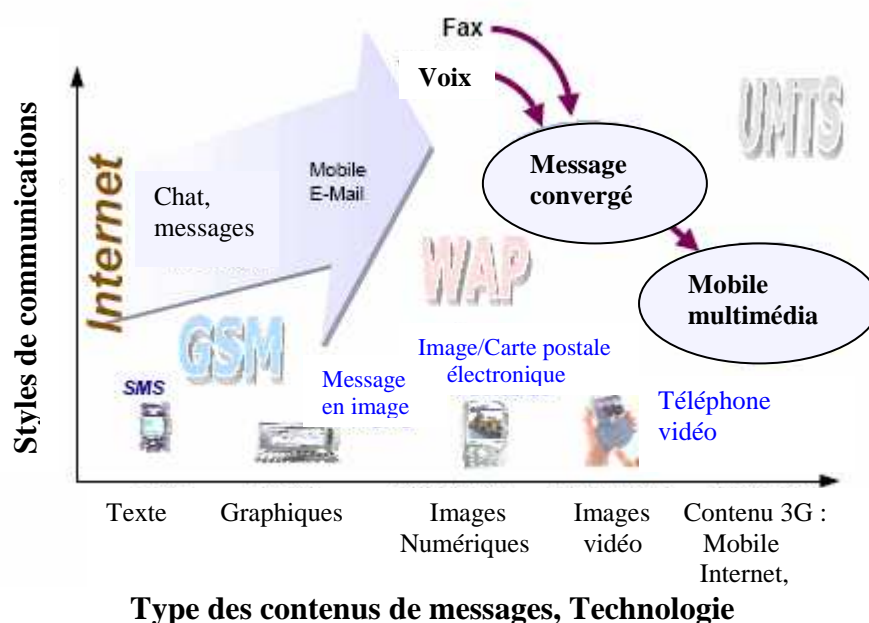 Fax
Voix
UMTS
Message
convergé
Mobile
E-Mail
Chat,
messages
Internet
WAP
Mobile
multimédia
GSM
Image/Carte postale
électronique
SMS
Message
en image
Téléphone
vidéo
Styles de communications
Texte
Graphiques
Images
Numériques
Images
vidéo
Contenu 3G :
Mobile
Internet,
Type des contenus de messages, Technologie